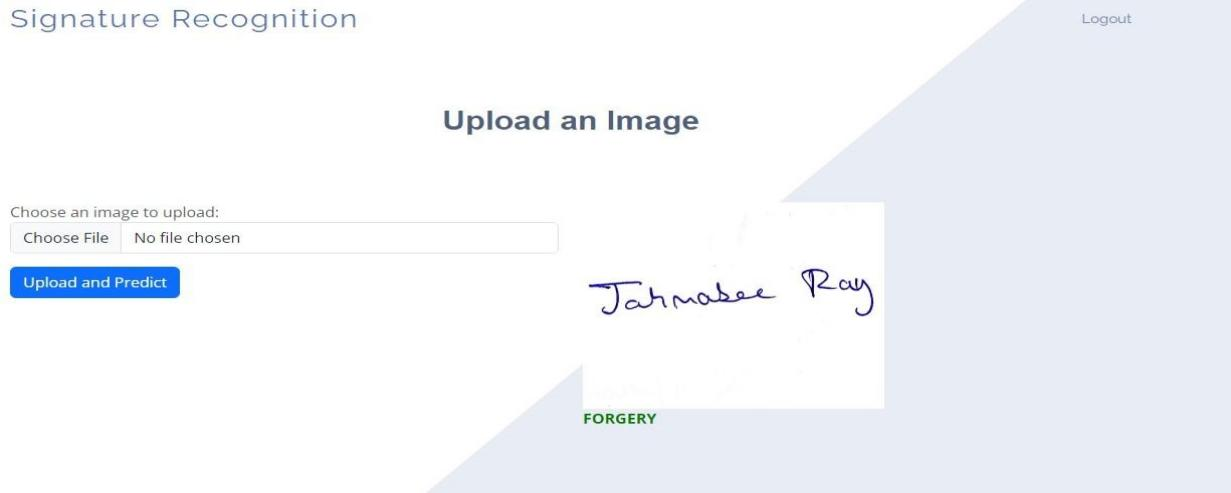 Signature Recognition
Logout
Upload an Image
Choose an image to upload:
Choose File No file chosen
Upload and Predict
Jahnabee Ray
FORGERY